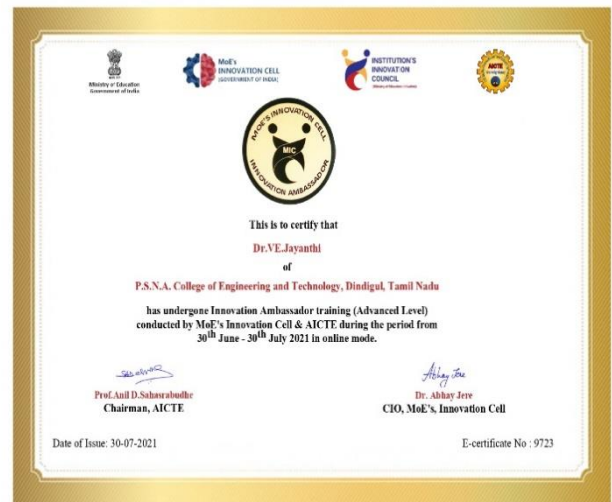 Ministry of Education
Government of India
MoE's
INNOVATION CELL
(GOVERNMENT OF INDIA)
INSTITUTION'S
INNOVATION
COUNCIL
AICTE
MOE'S INNOVATION CELL
MIC
INNOVATION AMBASSADOR
This is to certify that
Dr.VE.Jayanthi
of
P.S.N.A. College of Engineering and Technology, Dindigul, Tamil Nadu
has undergone Innovation Ambassador training (Advanced Level)
conducted by MoE's Innovation Cell & AICTE during the period from
30th June - 30th July 2021 in online mode.
Abhay Jere
Prof.Anil D.Sahasrabudhe
Chairman, AICTE
Dr. Abhay Jere
CIO, MoE's, Innovation Cell
Date of Issue: 30-07-2021
E-certificate No : 9723